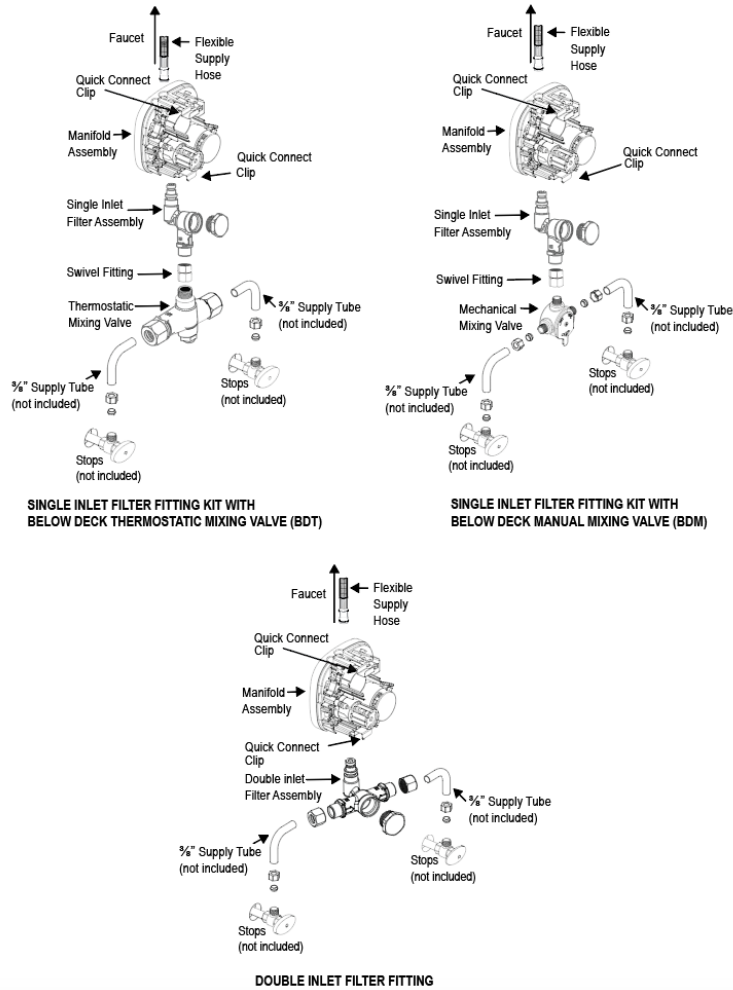 Faucet
Flexible
Supply
Hose
Quick Connect
Clip
Manifold
Assembly
Quick Connect
Clip
Single Inlet
Filter Assembly
Swivel Fitting
Thermostatic
Mixing Valve
⅜" Supply Tube
(not included)
⅜" Supply Tube
(not included)
Stops
(not included)
Stops
(not included)
SINGLE INLET FILTER FITTING KIT WITH
BELOW DECK THERMOSTATIC MIXING VALVE (BDT)
Faucet
Flexible
Supply
Hose
Quick Connect
Clip
Manifold
Assembly
Quick Connect
Clip
Single Inlet
Filter Assembly
Swivel Fitting
Mechanical
Mixing Valve
⅜" Supply Tube
(not included)
Stops
(not included)
⅜" Supply Tube
(not included)
Stops
(not included)
SINGLE INLET FILTER FITTING KIT WITH
BELOW DECK MANUAL MIXING VALVE (BDM)
Faucet
Flexible
Supply
Hose
Quick Connect
Clip
Manifold
Assembly
Quick Connect
Clip
Double inlet
Filter Assembly
⅜" Supply Tube
(not included)
⅜" Supply Tube
(not included)
Stops
(not included)
Stops
(not included)
DOUBLE INLET FILTER FITTING